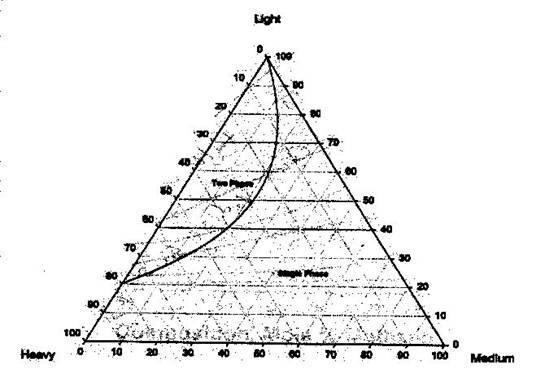 Light
0 100
10 90
20 80
30 70
40 60
Two Phase
50 50
60 40
70 30
Single Phase
80 20
90 10
100 0
0 10 20 30 40 50 60 70 80 90 100
Heavy Medium